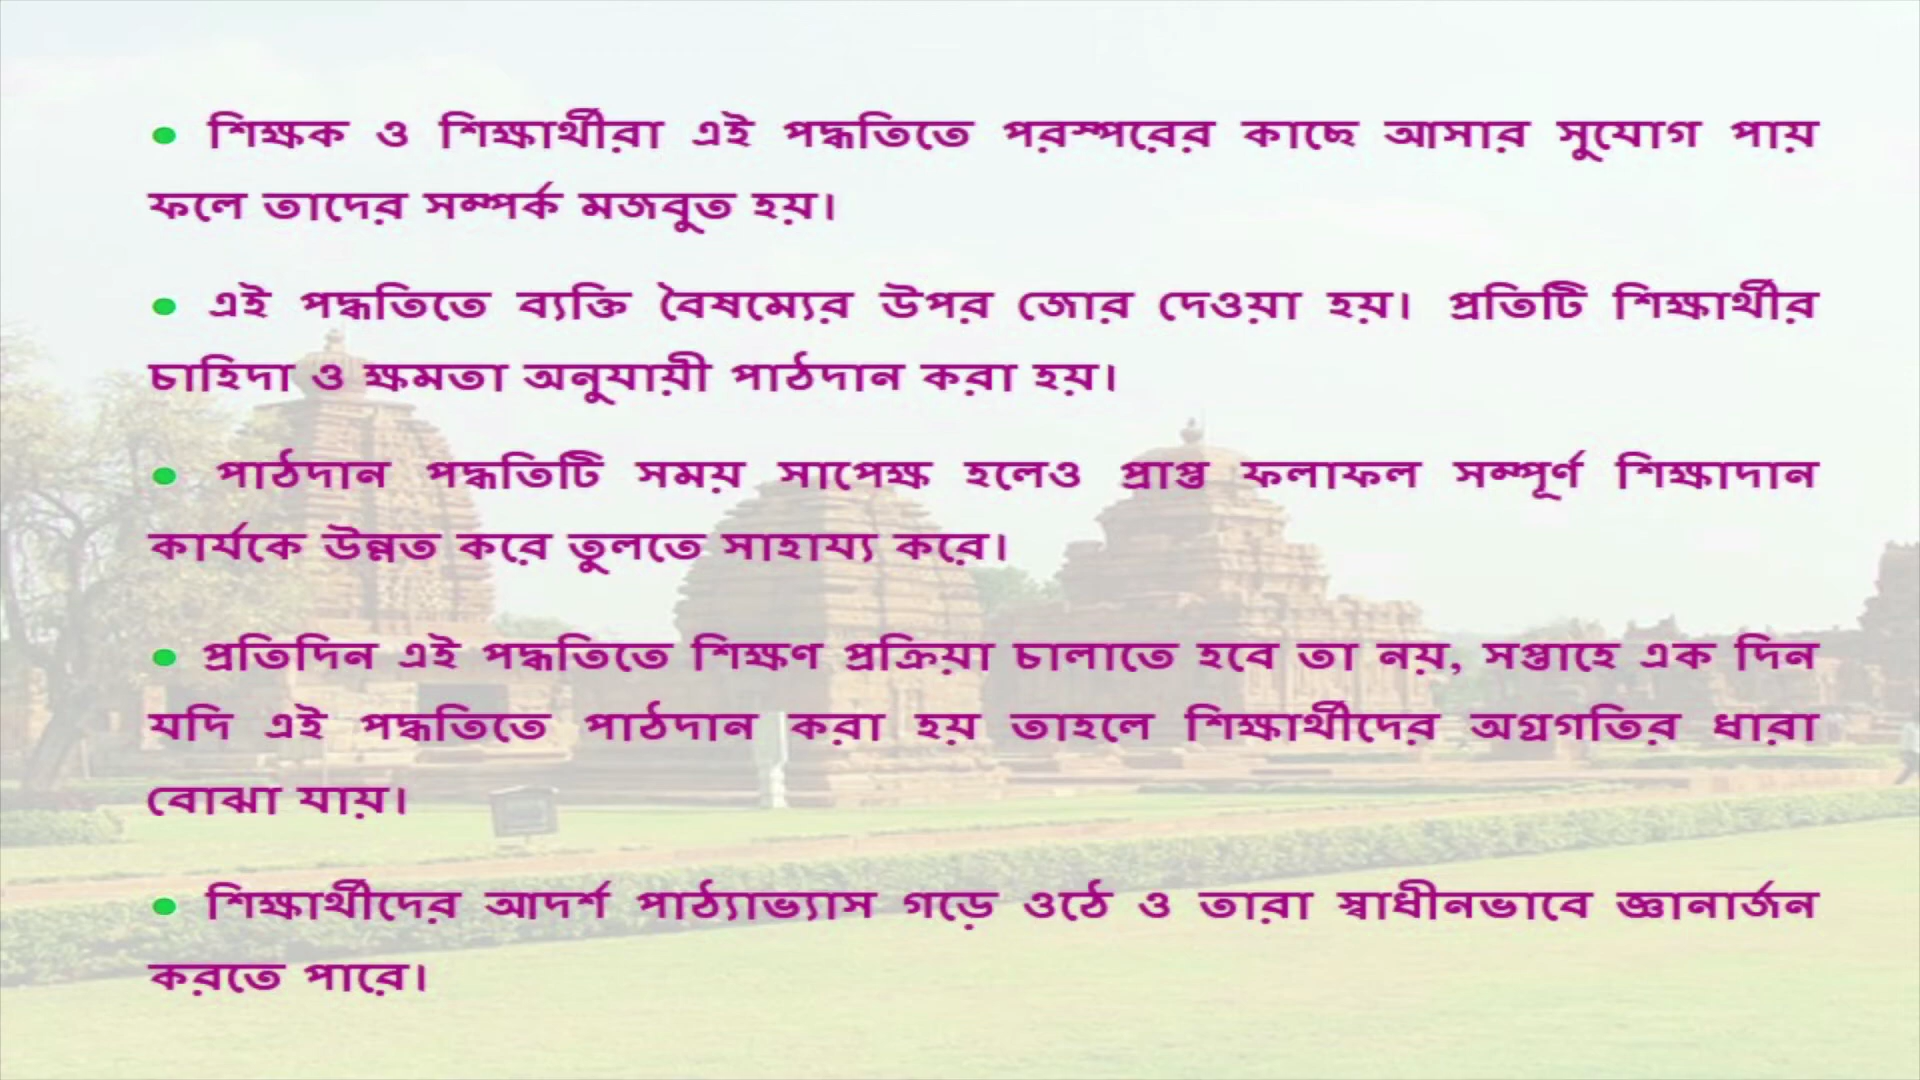 ● শিক্ষক ও শিক্ষার্থীরা এই পদ্ধতিতে পরস্পরের কাছে আসার সুযোগ পায়
ফলে তাদের সম্পর্ক মজবুত হয়।
● এই পদ্ধতিতে ব্যক্তি বৈষম্যের উপর জোর দেওয়া হয়। প্রতিটি শিক্ষার্থীর
চাহিদা ও ক্ষমতা অনুযায়ী পাঠদান করা হয়।
● পাঠদান পদ্ধতিটি সময় সাপেক্ষ হলেও প্রাপ্ত ফলাফল সম্পূর্ণ শিক্ষাদান
কার্যকে উন্নত করে তুলতে সাহায্য করে।
● প্রতিদিন এই পদ্ধতিতে শিক্ষণ প্রক্রিয়া চালাতে হবে তা নয়, সপ্তাহে এক দিন
যদি এই পদ্ধতিতে পাঠদান করা হয় তাহলে শিক্ষার্থীদের অগ্রগতির ধারা
বোঝা যায়।
● শিক্ষার্থীদের আদর্শ পাঠ্যাভ্যাস গড়ে ওঠে ও তারা স্বাধীনভাবে জ্ঞানার্জন
করতে পারে।